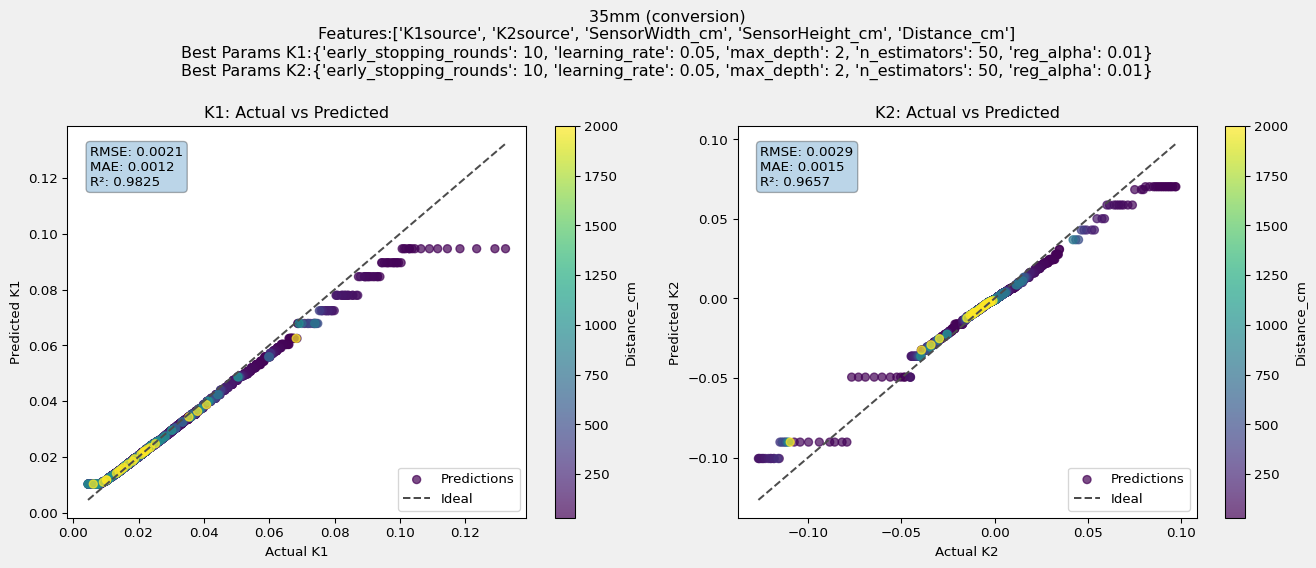 35mm (conversion)
Features:['K1source', 'K2source', 'SensorWidth_cm', 'SensorHeight_cm', 'Distance_cm']
Best Params K1:{'early_stopping_rounds': 10, 'learning_rate': 0.05, 'max_depth': 2, 'n_estimators': 50, 'reg_alpha': 0.01}
Best Params K2:{'early_stopping_rounds': 10, 'learning_rate': 0.05, 'max_depth': 2, 'n_estimators': 50, 'reg_alpha': 0.01}
K1: Actual vs Predicted
RMSE: 0.0021
MAE: 0.0012
R²: 0.9825
Predicted K1
0.12
0.10
0.08
0.06
0.04
0.02
0.00
0.00 0.02 0.04 0.06 0.08 0.10 0.12
Actual K1
Predictions
Ideal
2000
1750
1500
1250
1000
750
500
250
Distance_cm
K2: Actual vs Predicted
RMSE: 0.0029
MAE: 0.0015
R²: 0.9657
Predicted K2
0.10
0.05
0.00
−0.05
−0.10
−0.10 −0.05 0.00 0.05 0.10
Actual K2
Predictions
Ideal
2000
1750
1500
1250
1000
750
500
250
Distance_cm